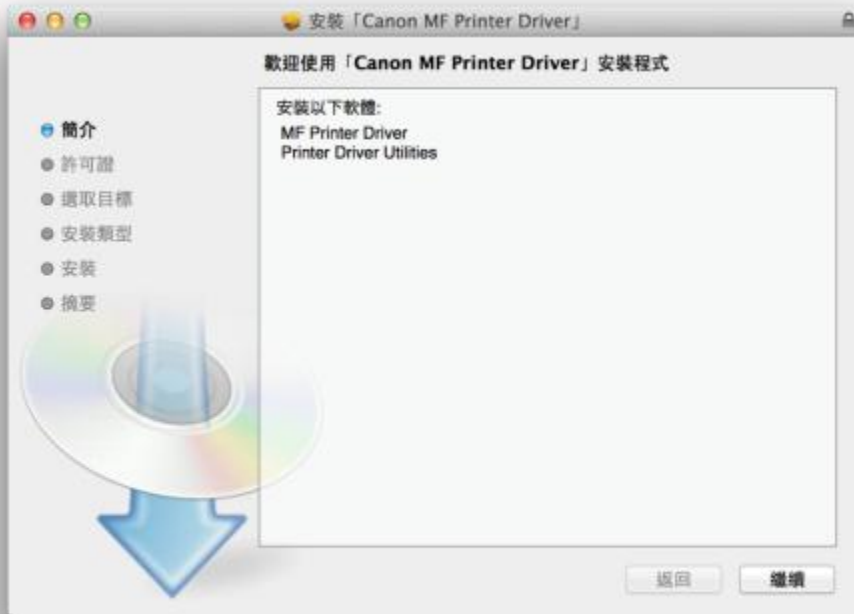 安裝「Canon MF Printer Driver」
歡迎使用「Canon MF Printer Driver」安裝程式
簡介
許可證
選取目標
安裝類型
安裝
摘要
安裝以下軟體:
MF Printer Driver
Printer Driver Utilities
返回
繼續